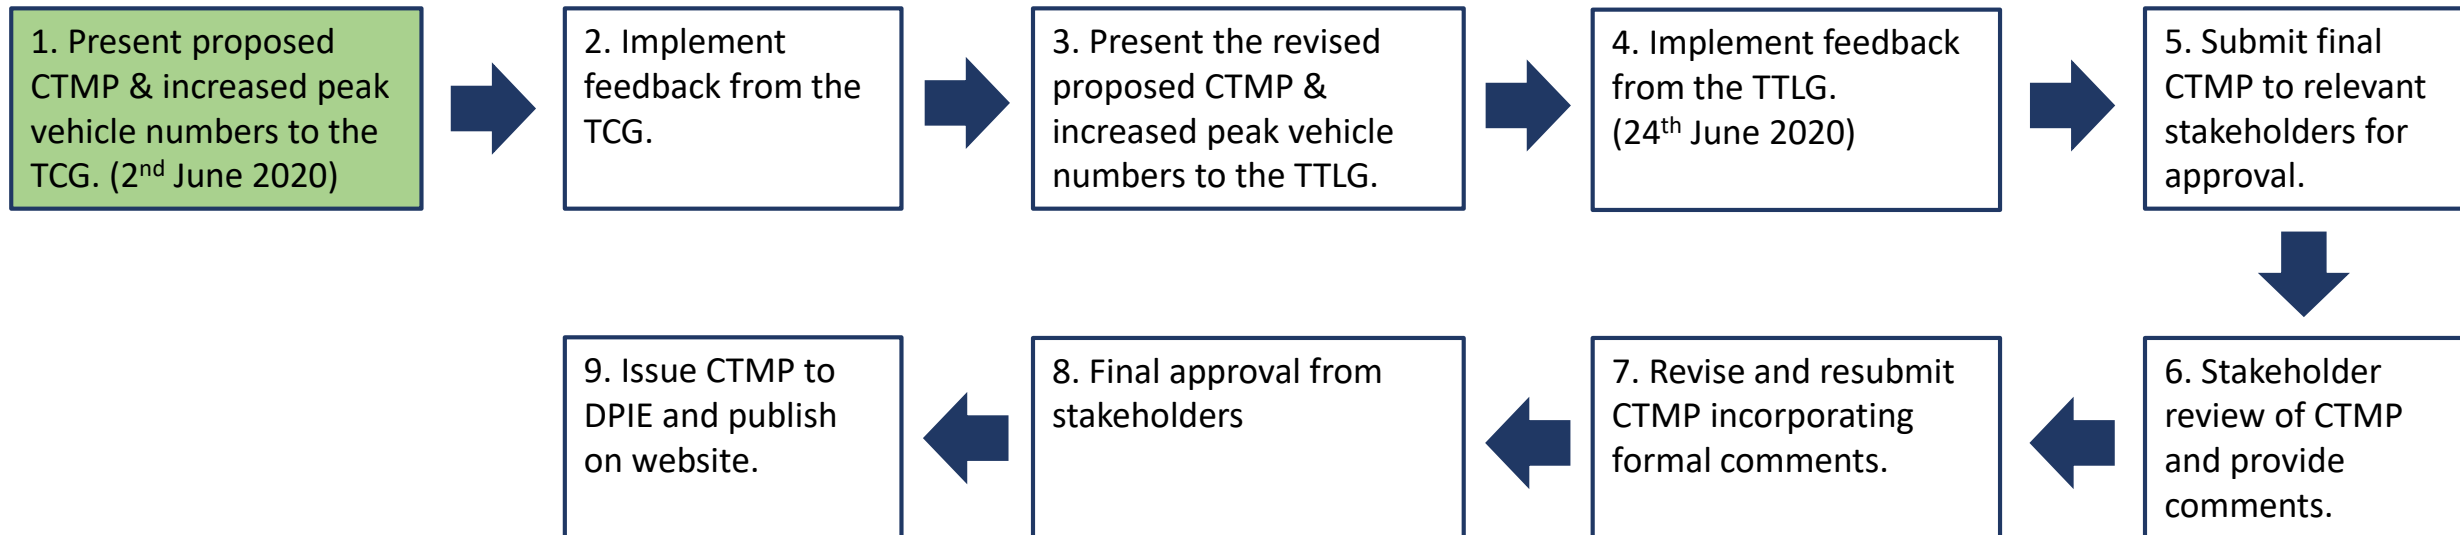 1. Present proposed
CTMP & increased peak
vehicle numbers to the
TCG. (2nd June 2020)
2. Implement
feedback from the
TCG.
3. Present the revised
proposed CTMP &
increased peak vehicle
numbers to the TTLG.
4. Implement feedback
from the TTLG.
(24th June 2020)
5. Submit final
CTMP to relevant
stakeholders for
approval.
6. Stakeholder
review of CTMP
and provide
comments.
7. Revise and resubmit
CTMP incorporating
formal comments.
8. Final approval from
stakeholders
9. Issue CTMP to
DPIE and publish
on website.